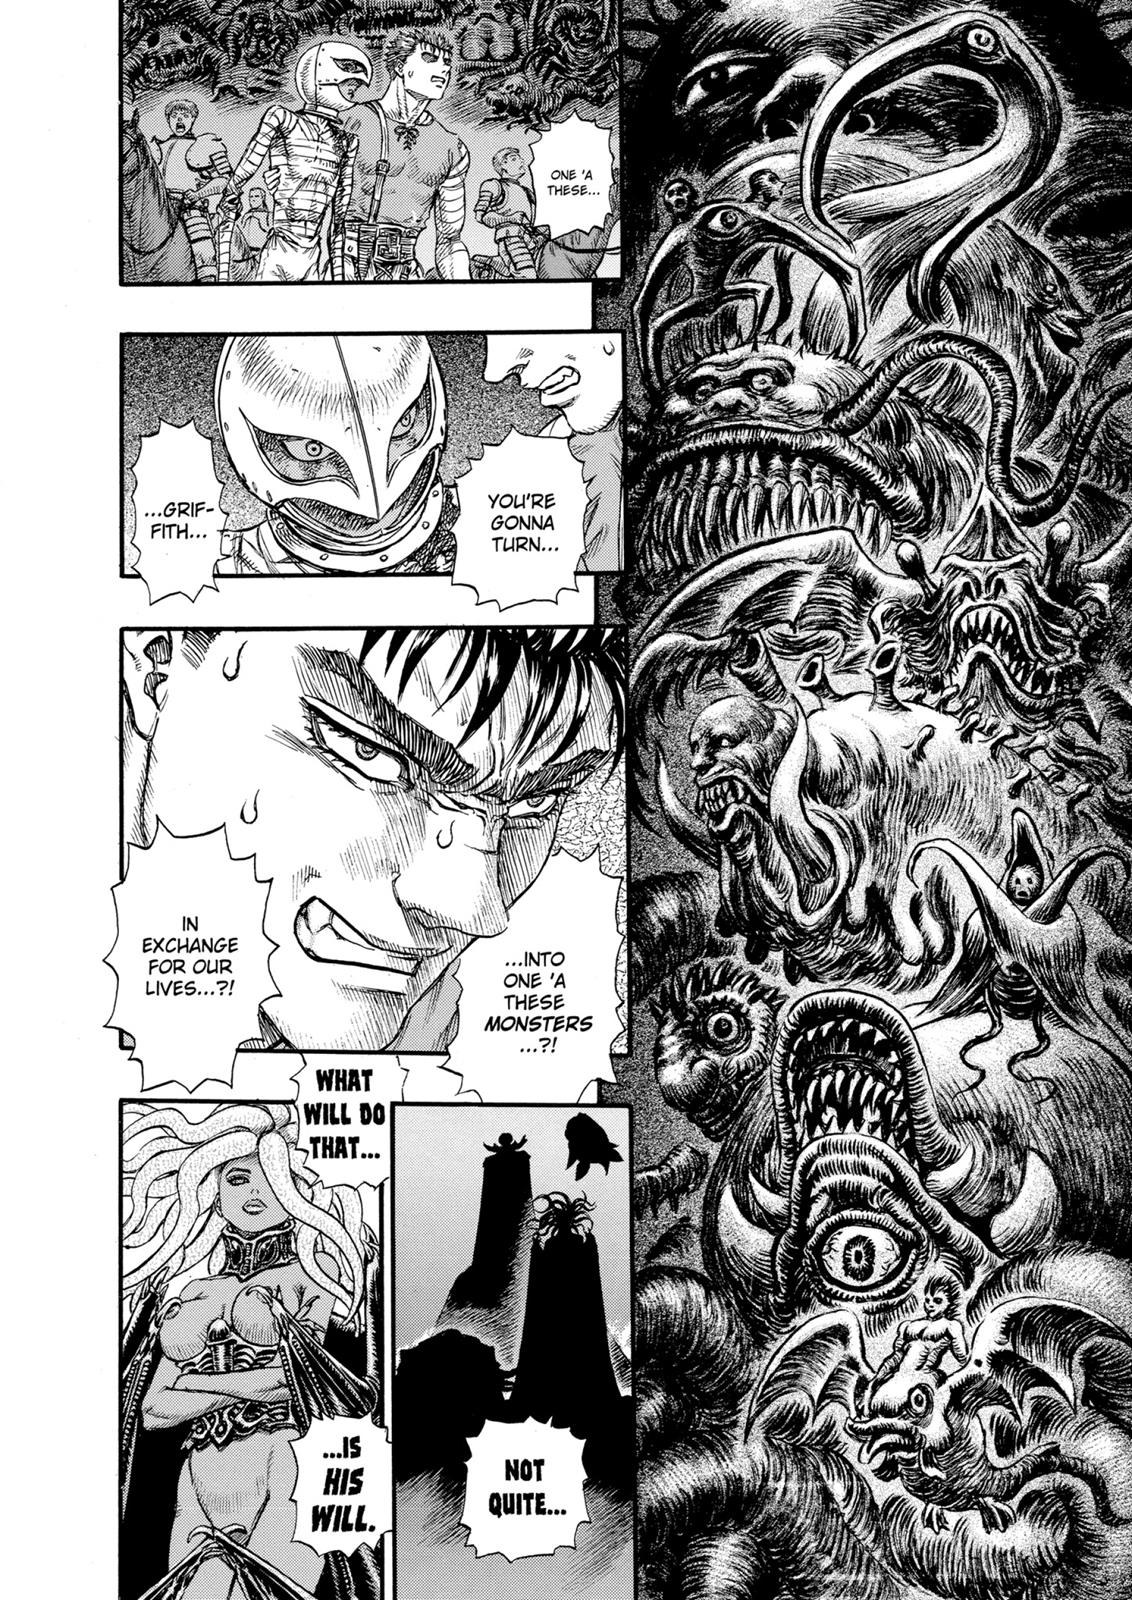 ONE 'A
THESE...
YOU'RE
GONNA
TURN...
...GRIF-
FITH...
...INTO
ONE 'A
THESE
MONSTERS
...?!
IN
EXCHANGE
FOR OUR
LIVES...?!
NOT
QUITE...
WHAT
WILL DO
THAT...
...IS
HIS
WILL.